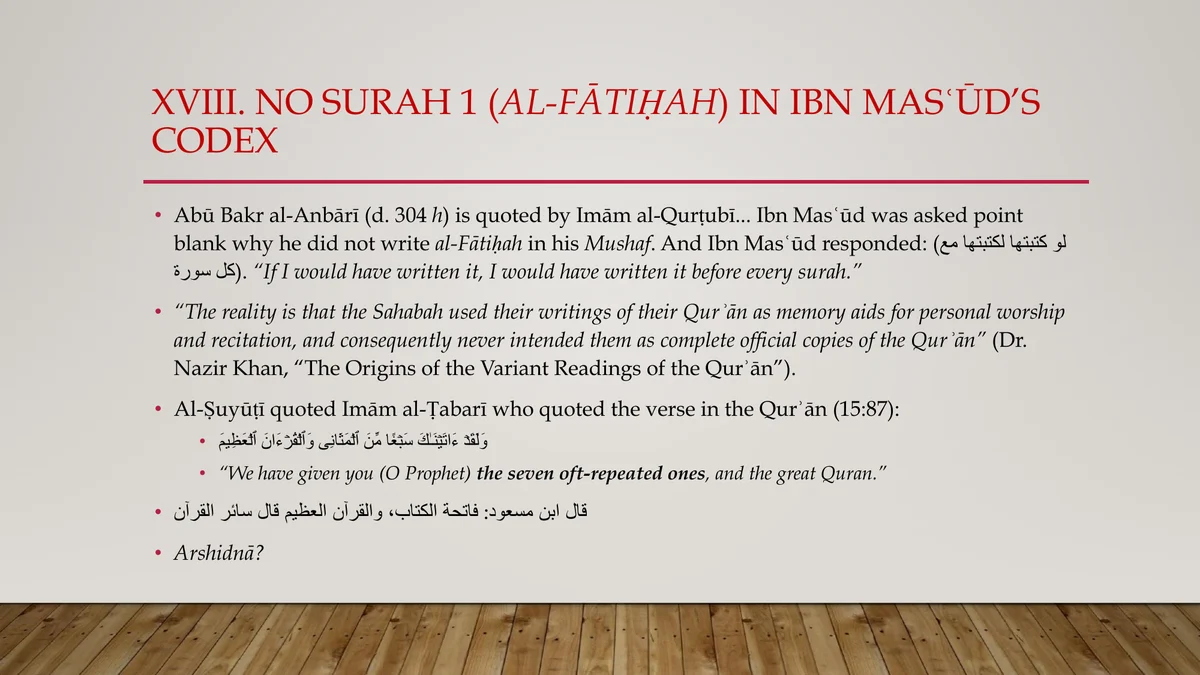 XVIII. NO SURAH 1 (AL-FĀTIḤAH) IN IBN MASʿŪD’S
CODEX
• Abū Bakr al-Anbārī (d. 304 h) is quoted by Imām al-Qurṭubī... Ibn Masʿūd was asked point
blank why he did not write al-Fātiḥah in his Mushaf. And Ibn Masʿūd responded: (لو كتبتها لكتبتها مع
كل سورة). “If I would have written it, I would have written it before every surah.”
• “The reality is that the Sahabah used their writings of their Qurʾān as memory aids for personal worship
and recitation, and consequently never intended them as complete official copies of the Qurʾān” (Dr.
Nazir Khan, “The Origins of the Variant Readings of the Qurʾān”).
• Al-Ṣuyūṭī quoted Imām al-Ṭabarī who quoted the verse in the Qurʾān (15:87):
• وَلَقَدْ ءَاتَيْنَـٰكَ سَبْعًا مِّنَ ٱلْمَثَانِى وَٱلْقُرْءَانَ ٱلْعَظِيمَ
• “We have given you (O Prophet) the seven oft-repeated ones, and the great Quran.”
• قال ابن مسعود: فاتحة الكتاب، والقرآن العظيم قال سائر القرآن
• Arshidnā?